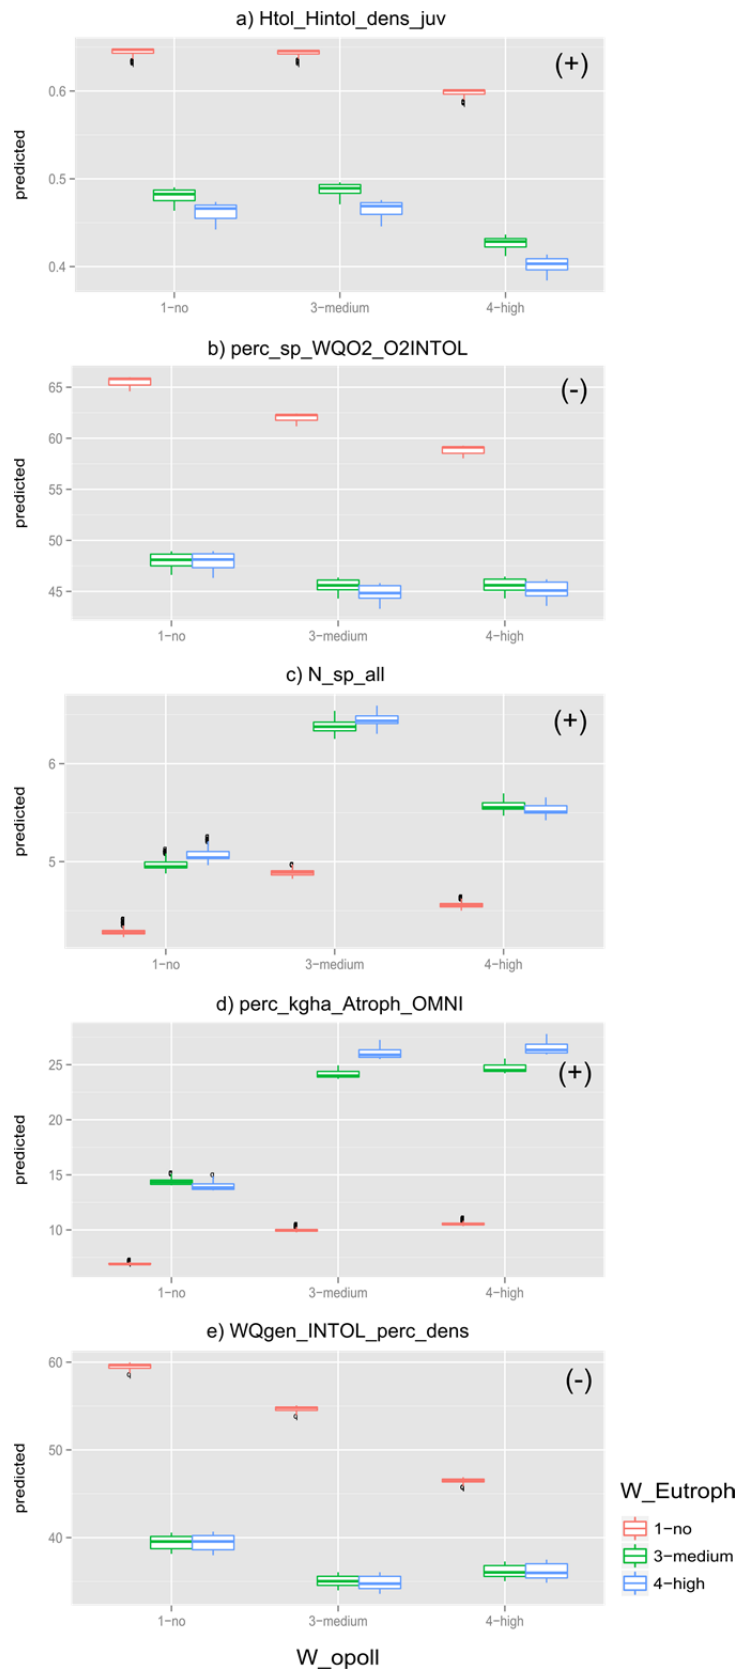 a) Htol_Hintol_dens_juv
(+)
predicted
0.6
0.5
0.4
1−no
3−medium
4−high
b) perc_sp_WQO2_O2INTOL
(-)
predicted
65
60
55
50
45
1−no
3−medium
4−high
c) N_sp_all
(+)
predicted
6
5
1−no
3−medium
4−high
d) perc_kgha_Atroph_OMNI
(+)
predicted
25
20
15
10
1−no
3−medium
4−high
e) WQgen_INTOL_perc_dens
(-)
predicted
60
50
40
1−no
3−medium
4−high
W_opoll
W_Eutroph
1−no
3−medium
4−high